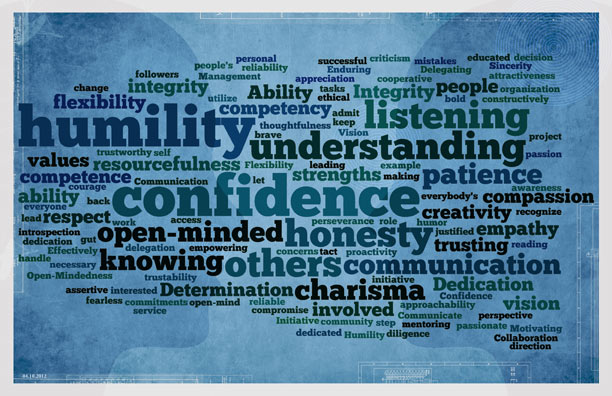 personal successful criticism mistakes educated decision
people's reliability Enduring Delegating Sincerity
followers Management appreciation cooperative attractiveness
change integrity Ability tasks Integrity people organization
flexibility utilize competency ethical bold constructively
humility thoughtfulness admit keep listening
brave understanding Vision project
trustworthy self passion
values resourcefulness Flexibility leading example
competence Communication let strengths making patience
courage confidence awareness
ability back everybody's compassion
everyone creativity recognize
lead respect work access perseverance role humor
introspection open-minded honesty justified empathy
dedication gut delegation empowering concerns tact proactivity trusting reading
Effectively knowing others communication
handle necessary
Open-Mindedness trustability initiative
assertive interested Determination charisma approachability Dedication
fearless commitments open-mind reliable involved Confidence vision
service compromise Communicate perspective
Initiative community step mentoring passionate Motivating
dedicated Humility diligence Collaboration
direction
04.10.2012